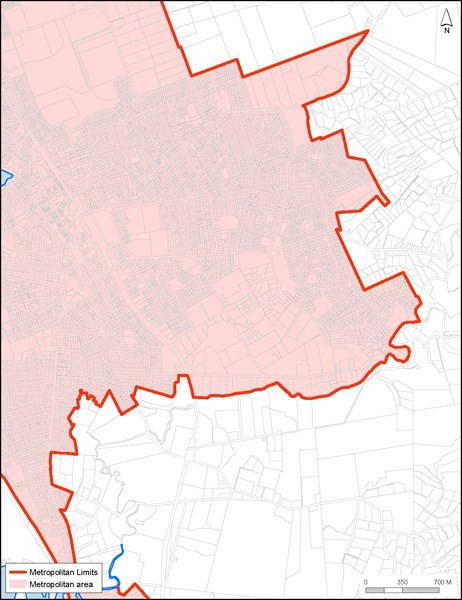 N
Metropolitan Limits
Metropolitan area
0 350 700 M